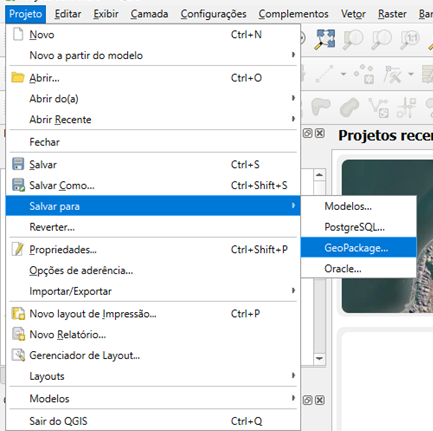 Projeto Editar Exibir Camada Configurações Complementos Vetor Raster Ban
Novo Ctrl+N
Novo a partir do modelo
Abrir... Ctrl+O
Abrir do(a)
Abrir Recente
Fechar
Projetos recen
Salvar Ctrl+S
Salvar Como... Ctrl+Shift+S
Salvar para
Modelos...
Reverter...
PostgreSQL...
Propriedades... Ctrl+Shift+P
GeoPackage...
Opções de aderência...
Oracle...
Importar/Exportar
Novo layout de Impressão... Ctrl+P
Novo Relatório...
Gerenciador de Layout...
Layouts
Modelos
Sair do QGIS Ctrl+Q